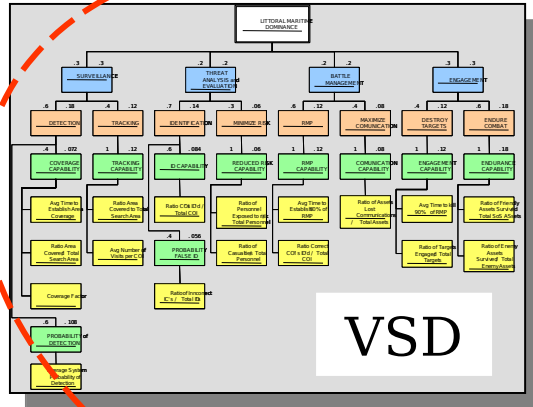 LITTORAL MARITIME
DOMINANCE
.3 .3 .2 .2 .2 .2 .3 .3
SURVEILLANCE
THREAT
ANALYSIS and
EVALUATION
BATTLE
MANAGEMENT
ENGAGEMENT
.6 .18 .4 .12 .7 .14 .3 .06 .6 .12 .4 .08 .4 .12 .6 .18
DETECTION
TRACKING
IDENTIFICATION
MINIMIZE RISK
RMP
MAXIMIZE
COMUNICATION
DESTROY
TARGETS
ENDURE
COMBAT
.4 .072 1 .12 .6 .084 1 .06 1 .12 1 .08 1 .12 1 .18
COVERAGE
CAPABILITY
TRACKING
CAPABILITY
ID CAPABILITY
REDUCED RISK
CAPABILITY
RMP
CAPABILITY
COMUNICATION
CAPABILITY
ENGAGEMENT
CAPABILITY
ENDURANCE
CAPABILITY
Avg Time to
Establish Area
Coverage
Ratio Area
Covered to Total
Search Area
Ratio COIs IDd /
Total COI
Ratio of
Personnel
Exposed to risk
Total Personnel
Avg Time to
Establish 90% of
RMP
Ratio of Assets
Lost
Communications
/ Total Assets
Avg Time to kill
90% of RMP
Ratio of Friendly
Assets Survived
Total SoS Assets
Ratio Area
Covered Total
Search Area
Avg Number of
Visits per COI
.4 .056
PROBABILITY
FALSE ID
Ratio of
Casualties Total
Personnel
Ratio Correct
COI's IDd / Total
COI
Ratio of Targets
Engaged Total
Targets
Ratio of Enemy
Assets
Survived Total
Enemy Assets
Coverage Factor
Ratio of Incorrect
IC's / Total IDs
.6 .108
PROBABILITY of
DETECTION
Coverage System
Probability of
Detection
VSD